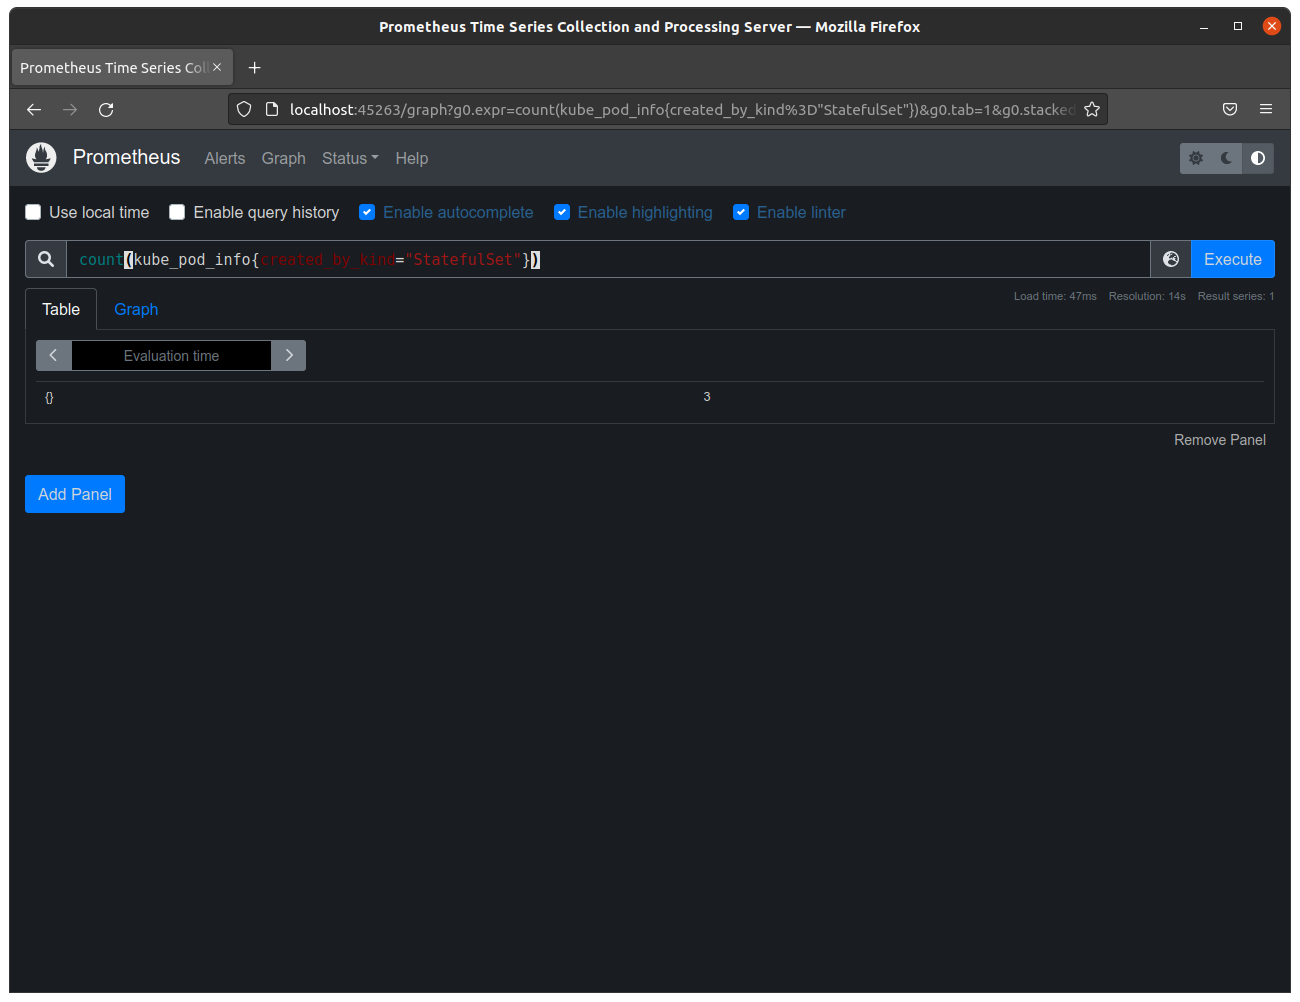 Prometheus Time Series Collection and Processing Server — Mozilla Firefox
Prometheus Time Series Coll
localhost:45263/graph?g0.expr=count(kube_pod_info{created_by_kind%3D"StatefulSet"})&g0.tab=1&g0.stacked
Prometheus Alerts Graph Status Help
Use local time Enable query history Enable autocomplete Enable highlighting Enable linter
count(kube_pod_info{created_by_kind="StatefulSet"}) Execute
Load time: 47ms Resolution: 14s Result series: 1
Table Graph
Evaluation time
{} 3
Remove Panel
Add Panel